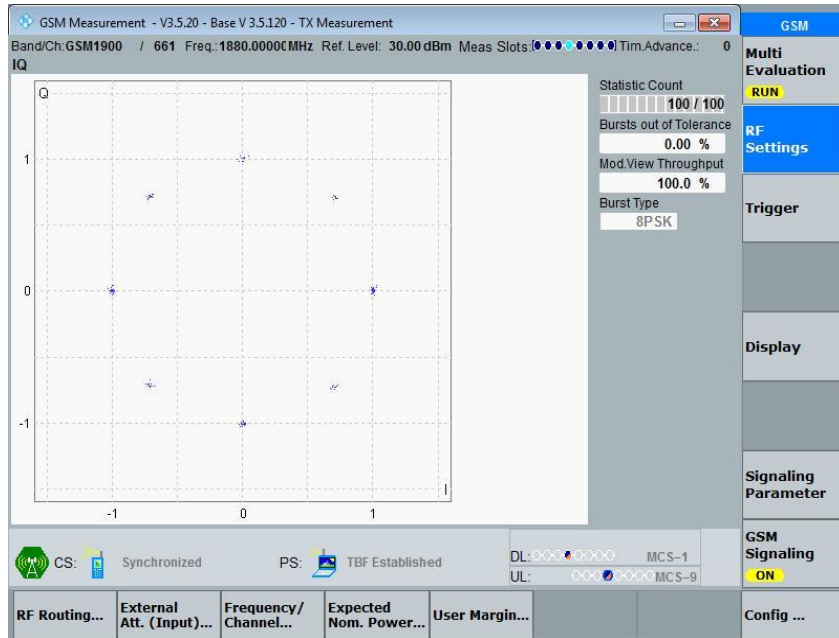 GSM Measurement - V3.5.20 - Base V 3.5.120 - TX Measurement
GSM
Band/Ch:GSM1900 / 661 Freq.:1880.00000MHz Ref. Level: 30.00dBm Meas Slots: Tim.Advance.: 0
IQ
Multi
Evaluation
RUN
Q
Statistic Count
100 / 100
Bursts out of Tolerance
0.00 %
Mod.View Throughput
100.0 %
Burst Type
8PSK
RF
Settings
Trigger
Display
1
0
-1
I
-1 0 1
Signaling
Parameter
CS: Synchronized PS: TBF Established
DL: MCS-1
UL: MCS-9
GSM
Signaling
ON
RF Routing...
External
Att. (Input)...
Frequency/
Channel...
Expected
Nom. Power...
User Margin...
Config ...